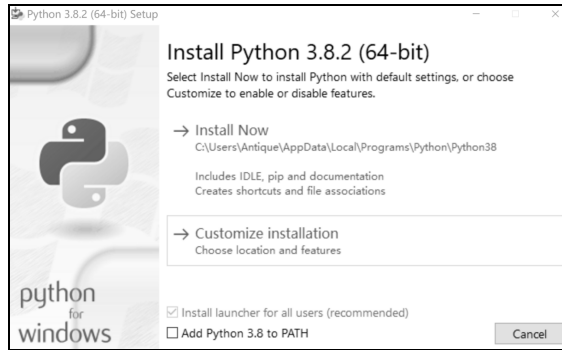 Python 3.8.2 (64-bit) Setup
Install Python 3.8.2 (64-bit)
Select Install Now to install Python with default settings, or choose
Customize to enable or disable features.
→ Install Now
C:\Users\Antique\AppData\Local\Programs\Python\Python38
Includes IDLE, pip and documentation
Creates shortcuts and file associations
→ Customize installation
Choose location and features
python
for
windows
Install launcher for all users (recommended)
Add Python 3.8 to PATH
Cancel